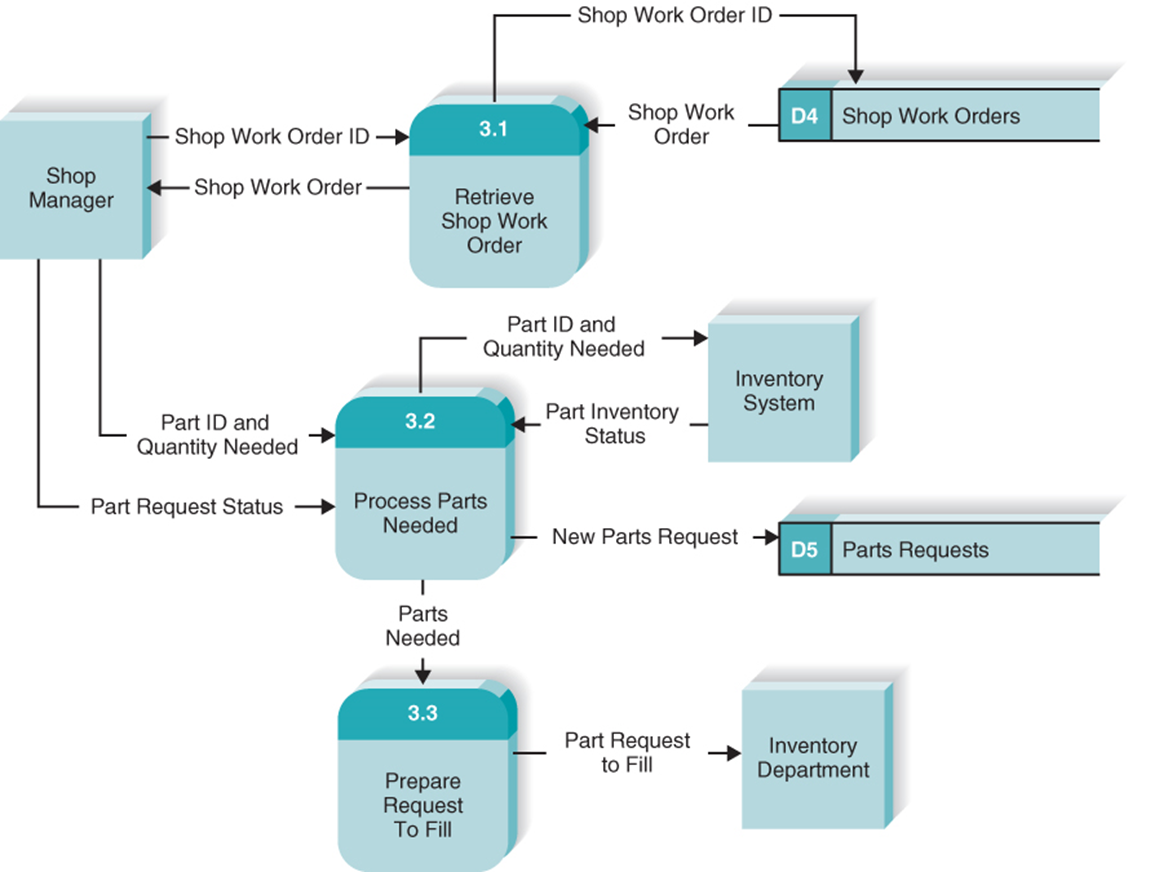 Shop Work Order ID
Shop
Manager
Shop Work Order ID
Shop Work Order
3.1
Retrieve
Shop Work
Order
Shop Work
Order
D4
Shop Work Orders
Part ID and
Quantity Needed
Inventory
System
Part Inventory
Status
Part ID and
Quantity Needed
Part Request Status
3.2
Process Parts
Needed
New Parts Request
D5
Parts Requests
Parts
Needed
3.3
Prepare
Request
To Fill
Part Request
to Fill
Inventory
Department